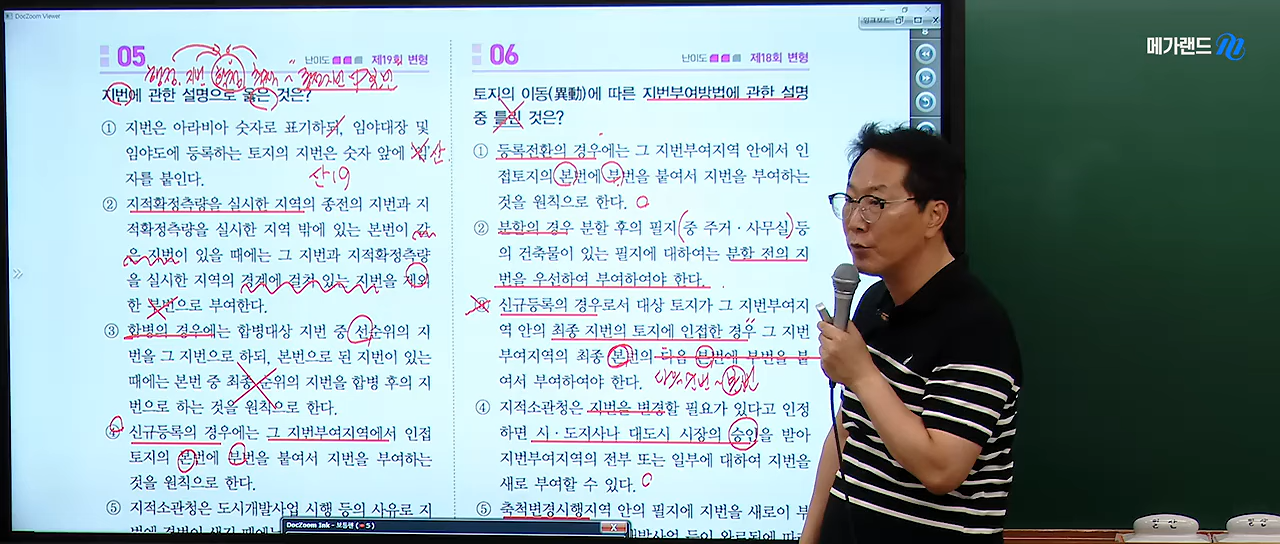 DocZoom Viewer
잉크보드
메가랜드
05
난이도
제19회 변형
지번에 관한 설명으로 옳은 것은?
① 지번은 아라비아 숫자로 표기하되, 임야대장 및
임야도에 등록하는 토지의 지번은 숫자 앞에 '임'
산
자를 붙인다.
산19
② 지적확정측량을 실시한 지역의 종전의 지번과 지
적확정측량을 실시한 지역 밖에 있는 본번이 같
은 지번이 있을 때에는 그 지번과 지적확정측량
을 실시한 지역의 경계에 걸쳐 있는 지번을 제외
한 부번으로 부여한다.
③ 합병의 경우에는 합병대상 지번 중 선순위의 지
번을 그 지번으로 하되, 본번으로 된 지번이 있는
때에는 본번 중 최종 순위의 지번을 합병 후의 지
번으로 하는 것을 원칙으로 한다.
④ 신규등록의 경우에는 그 지번부여지역에서 인접
토지의 본번에 부번을 붙여서 지번을 부여하는
것을 원칙으로 한다.
⑤ 지적소관청은 도시개발사업 시행 등의 사유로 지
06
난이도
제18회 변형
토지의 이동(異動)에 따른 지번부여방법에 관한 설명
중 틀린 것은?
① 등록전환의 경우에는 그 지번부여지역 안에서 인
접토지의 본번에 부번을 붙여서 지번을 부여하는
것을 원칙으로 한다.
② 분할의 경우 분할 후의 필지 중 주거·사무실 등
의 건축물이 있는 필지에 대하여는 분할 전의 지
번을 우선하여 부여하여야 한다.
③ 신규등록의 경우로서 대상 토지가 그 지번부여지
역 안의 최종 지번의 토지에 인접한 경우 그 지번
부여지역의 최종 본번의 다음 본번에 부번을 붙
여서 부여하여야 한다.
④ 지적소관청은 지번을 변경할 필요가 있다고 인정
하면 시·도지사나 대도시 시장의 승인을 받아
지번부여지역의 전부 또는 일부에 대하여 지번을
새로 부여할 수 있다.
⑤ 축척변경시행지역 안의 필지에 지번을 새로이 부
DocZoom Ink - 보통펜 ( 5 )